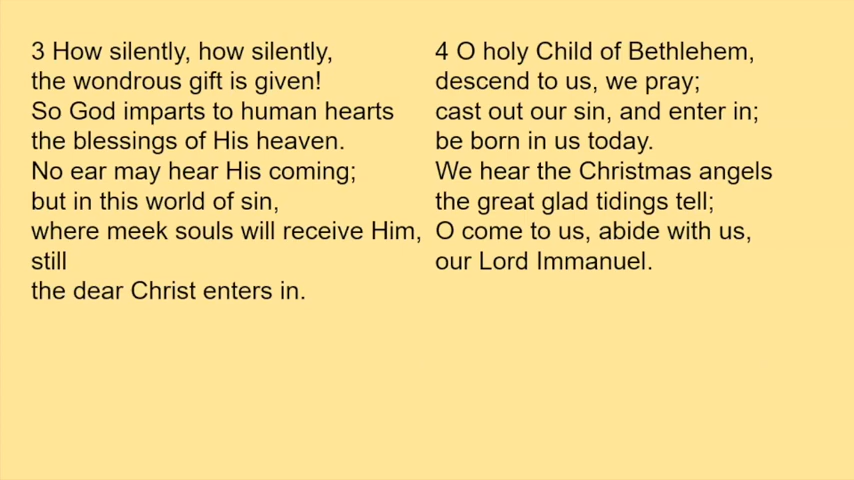 3 How silently, how silently,
the wondrous gift is given!
So God imparts to human hearts
the blessings of His heaven.
No ear may hear His coming;
but in this world of sin,
where meek souls will receive Him,
still
the dear Christ enters in.
4 O holy Child of Bethlehem,
descend to us, we pray;
cast out our sin, and enter in;
be born in us today.
We hear the Christmas angels
the great glad tidings tell;
O come to us, abide with us,
our Lord Immanuel.